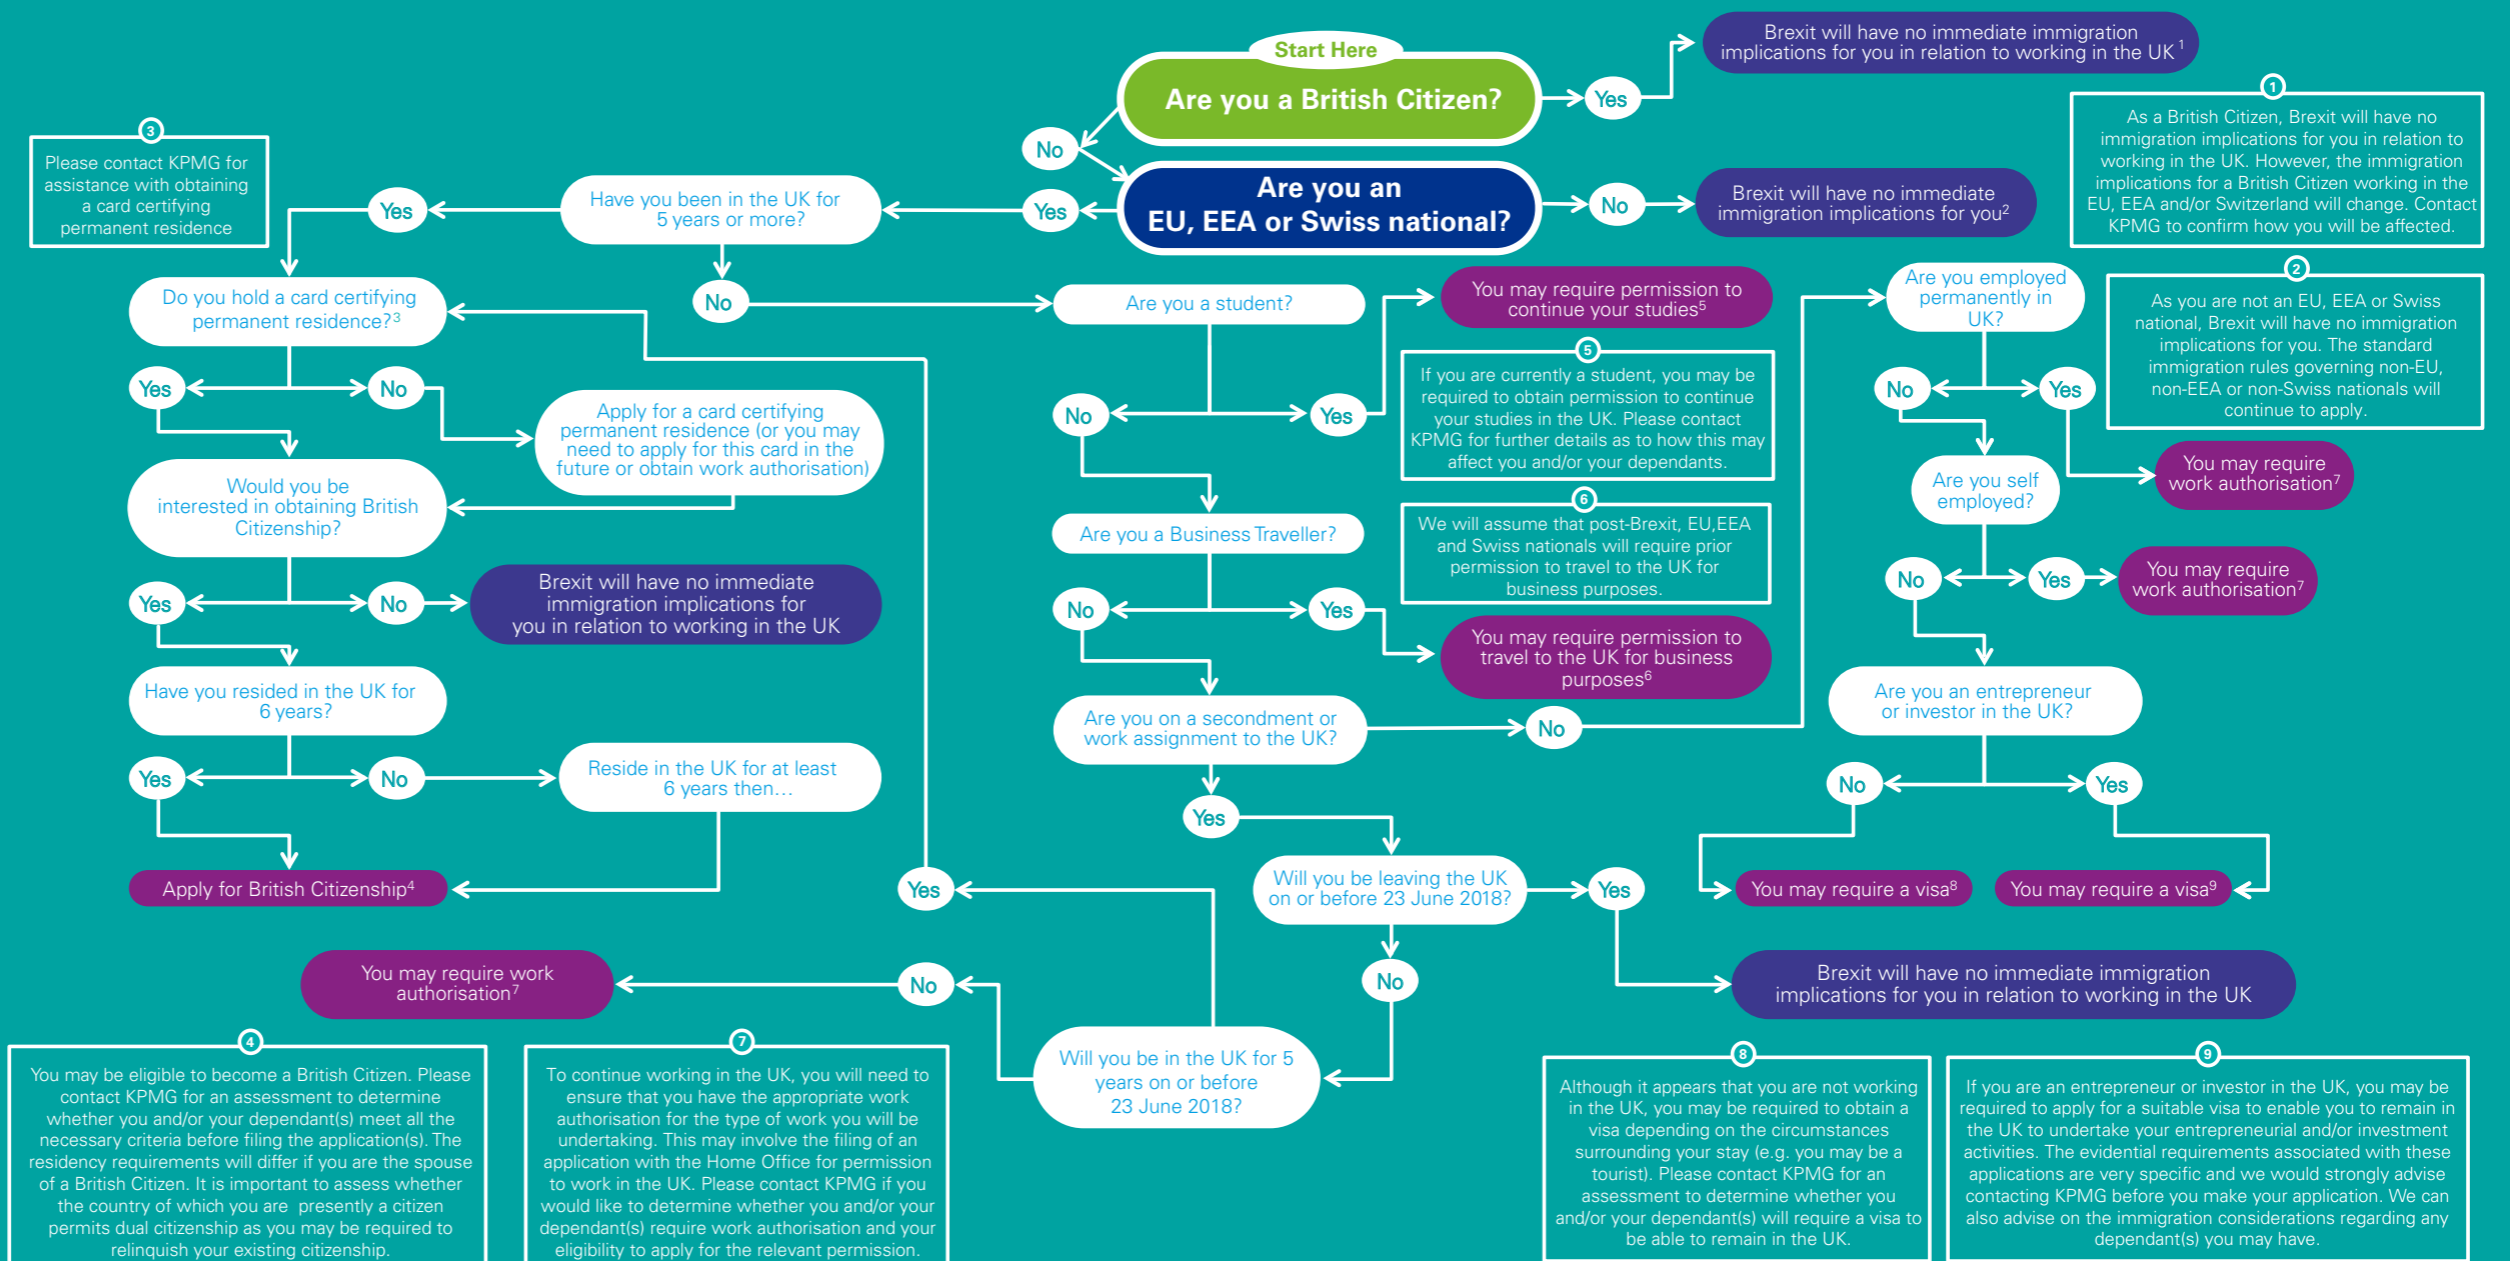 Start Here
Are you a British Citizen?
Yes
Brexit will have no immediate immigration
implications for you in relation to working in the UK 1
1
As a British Citizen, Brexit will have no
immigration implications for you in relation to
working in the UK. However, the immigration
implications for a British Citizen working in the
EU, EEA and/or Switzerland will change. Contact
KPMG to confirm how you will be affected.
No
Are you an
EU, EEA or Swiss national?
No
Brexit will have no immediate
immigration implications for you2
2
As you are not an EU, EEA or Swiss
national, Brexit will have no immigration
implications for you. The standard
immigration rules governing non-EU,
non-EEA or non-Swiss nationals will
continue to apply.
Yes
Have you been in the UK for
5 years or more?
Yes
3
Please contact KPMG for
assistance with obtaining
a card certifying
permanent residence
Do you hold a card certifying
permanent residence?3
Yes
No
Apply for a card certifying
permanent residence (or you may
need to apply for this card in the
future or obtain work authorisation)
Would you be
interested in obtaining British
Citizenship?
Yes
No
Brexit will have no immediate
immigration implications for
you in relation to working in the UK
Have you resided in the UK for
6 years?
Yes
No
Reside in the UK for at least
6 years then...
Apply for British Citizenship4
No
Are you a student?
No
Yes
You may require permission to
continue your studies5
5
If you are currently a student, you may be
required to obtain permission to continue
your studies in the UK. Please contact
KPMG for further details as to how this may
affect you and/or your dependants.
Are you a Business Traveller?
No
Yes
6
We will assume that post-Brexit, EU,EEA
and Swiss nationals will require prior
permission to travel to the UK for
business purposes.
You may require permission to
travel to the UK for business
purposes6
Are you on a secondment or
work assignment to the UK?
No
Yes
Are you employed
permanently in
UK?
No
Yes
You may require
work authorisation7
Are you self
employed?
No
Yes
You may require
work authorisation7
Are you an entrepreneur
or investor in the UK?
No
Yes
You may require a visa8
You may require a visa9
Will you be leaving the UK
on or before 23 June 2018?
Yes
Brexit will have no immediate immigration
implications for you in relation to working in the UK
No
Will you be in the UK for 5
years on or before
23 June 2018?
Yes
No
You may require work
authorisation7
4
You may be eligible to become a British Citizen. Please
contact KPMG for an assessment to determine
whether you and/or your dependant(s) meet all the
necessary criteria before filing the application(s). The
residency requirements will differ if you are the spouse
of a British Citizen. It is important to assess whether
the country of which you are presently a citizen
permits dual citizenship as you may be required to
relinquish your existing citizenship.
7
To continue working in the UK, you will need to
ensure that you have the appropriate work
authorisation for the type of work you will be
undertaking. This may involve the filing of an
application with the Home Office for permission
to work in the UK. Please contact KPMG if you
would like to determine whether you and/or your
dependant(s) require work authorisation and your
eligibility to apply for the relevant permission.
8
Although it appears that you are not working
in the UK, you may be required to obtain a
visa depending on the circumstances
surrounding your stay (e.g. you may be a
tourist). Please contact KPMG for an
assessment to determine whether you
and/or your dependant(s) will require a visa to
be able to remain in the UK.
9
If you are an entrepreneur or investor in the UK, you may be
required to apply for a suitable visa to enable you to remain in
the UK to undertake your entrepreneurial and/or investment
activities. The evidential requirements associated with these
applications are very specific and we would strongly advise
contacting KPMG before you make your application. We can
also advise on the immigration considerations regarding any
dependant(s) you may have.